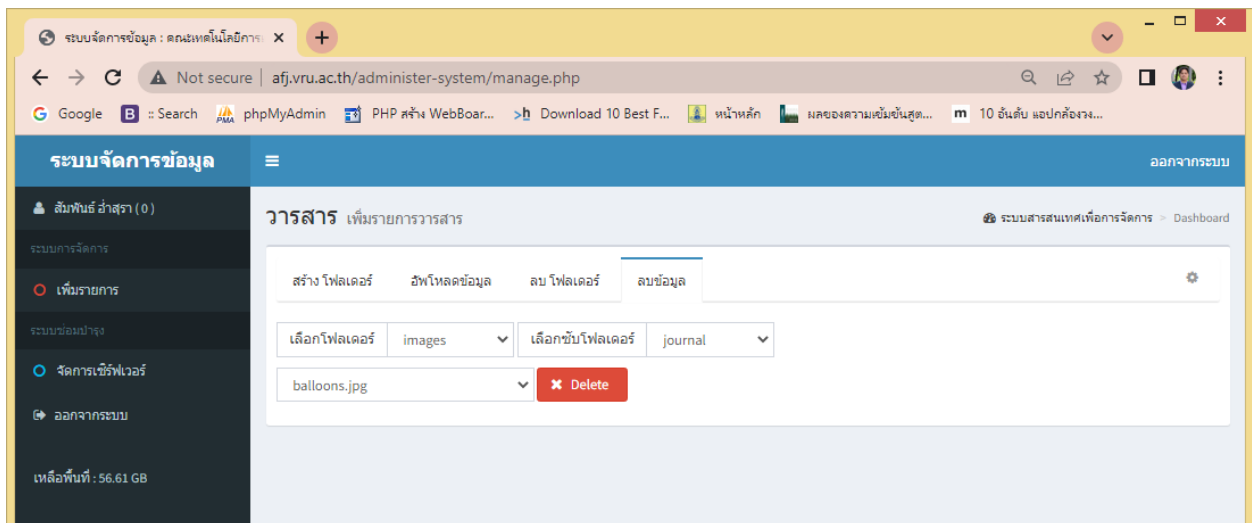 ระบบจัดการข้อมูล : คณะเทคโนโลยีการ
Not secure | afj.vru.ac.th/administer-system/manage.php
Google B :: Search phpMyAdmin PHP สร้าง WebBoar... >h Download 10 Best F... หน้าหลัก ผลของความเข้มข้นสูต... m 10 อันดับ แอปกล้องวง...
ระบบจัดการข้อมูล ออกจากระบบ
สัมพันธ์ อ่ำสุรา ( 0 )
วารสาร เพิ่มรายการวารสาร ระบบสารสนเทศเพื่อการจัดการ > Dashboard
ระบบการจัดการ
สร้าง โฟลเดอร์ อัพโหลดข้อมูล ลบ โฟลเดอร์ ลบข้อมูล
เพิ่มรายการ
ระบบซ่อมบำรุง
เลือกโฟลเดอร์ images เลือกซับโฟลเดอร์ journal
จัดการเซิร์ฟเวอร์
balloons.jpg Delete
ออกจากระบบ
เหลือพื้นที่ : 56.61 GB